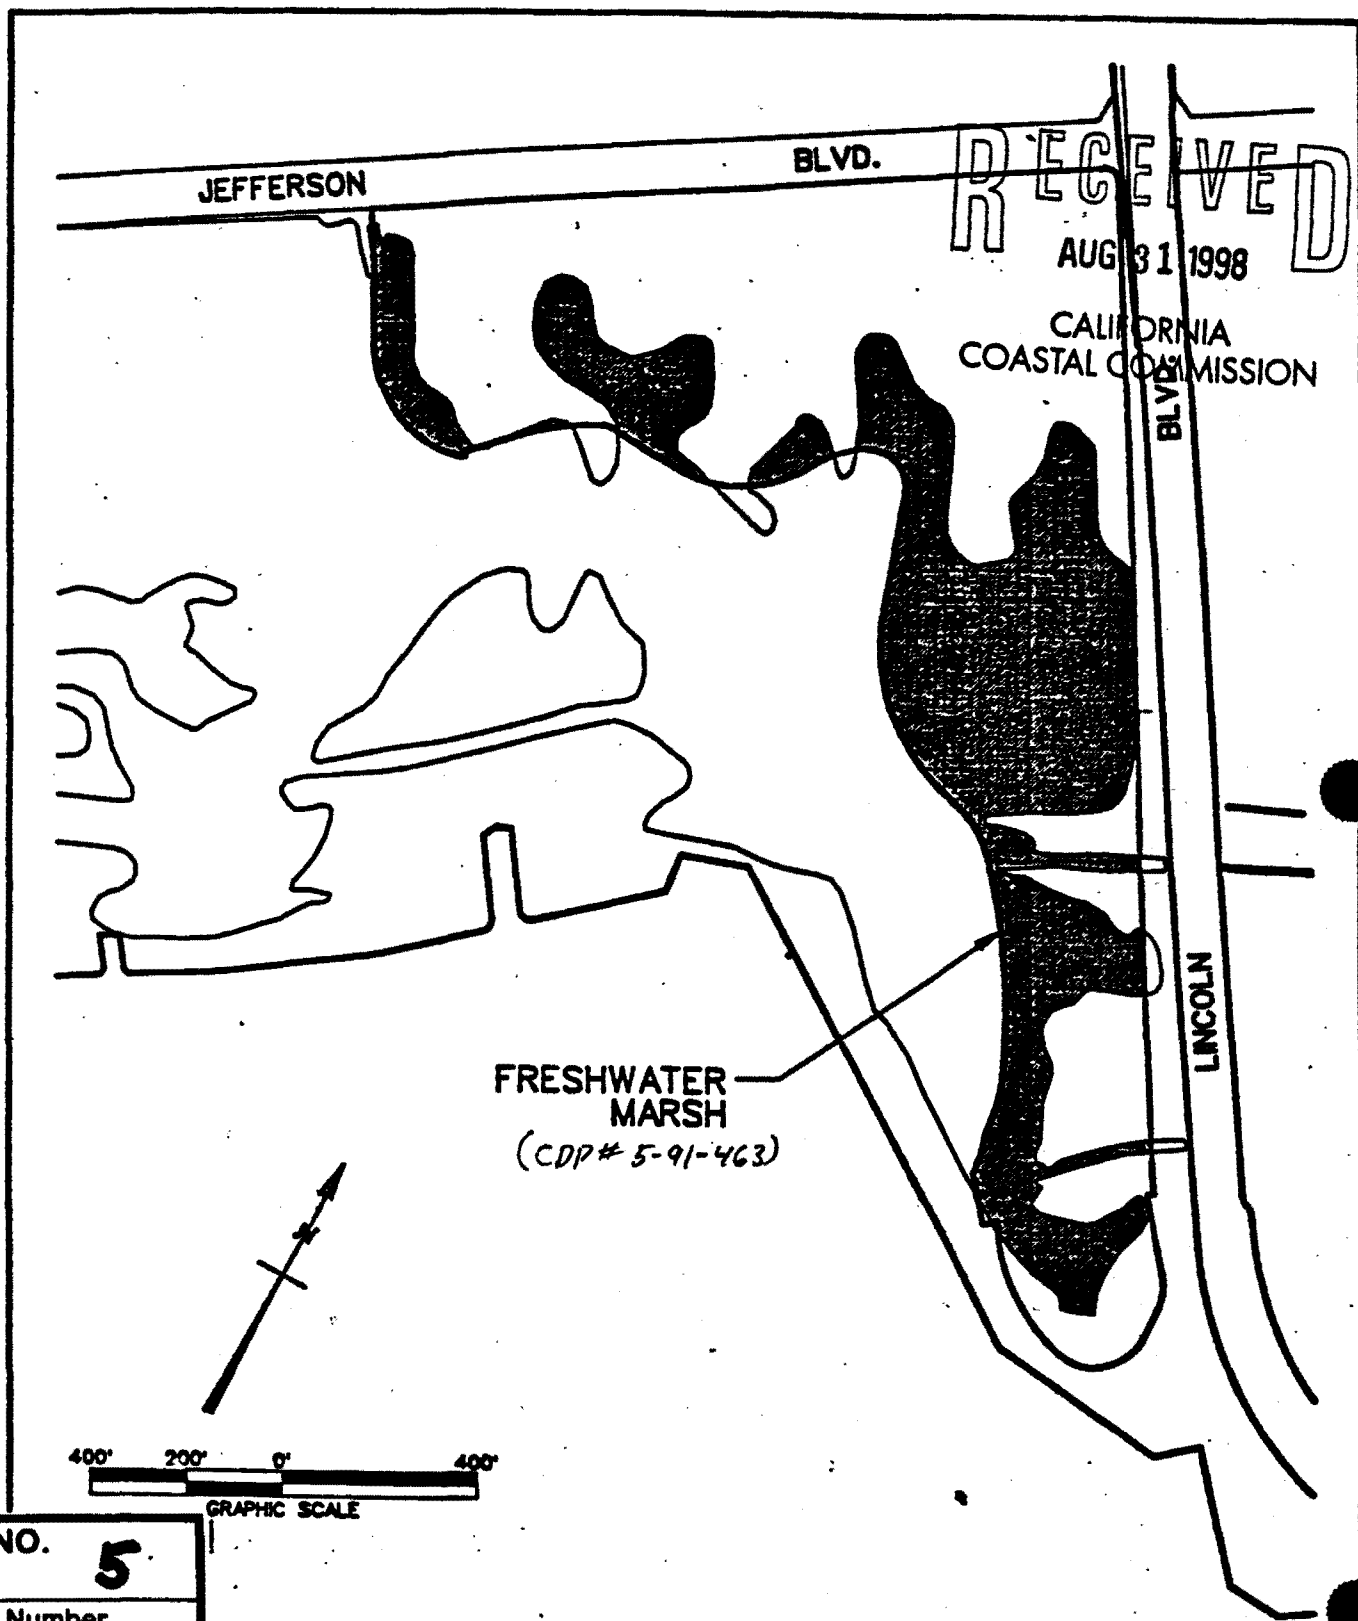 JEFFERSON BLVD.
RECEIVED
AUG 31 1998
CALIFORNIA
COASTAL COMMISSION
BLVD.
LINCOLN
FRESHWATER
MARSH
(CDP# 5-91-463)
N
400' 200' 0' 400'
GRAPHIC SCALE
NO. 5
Number